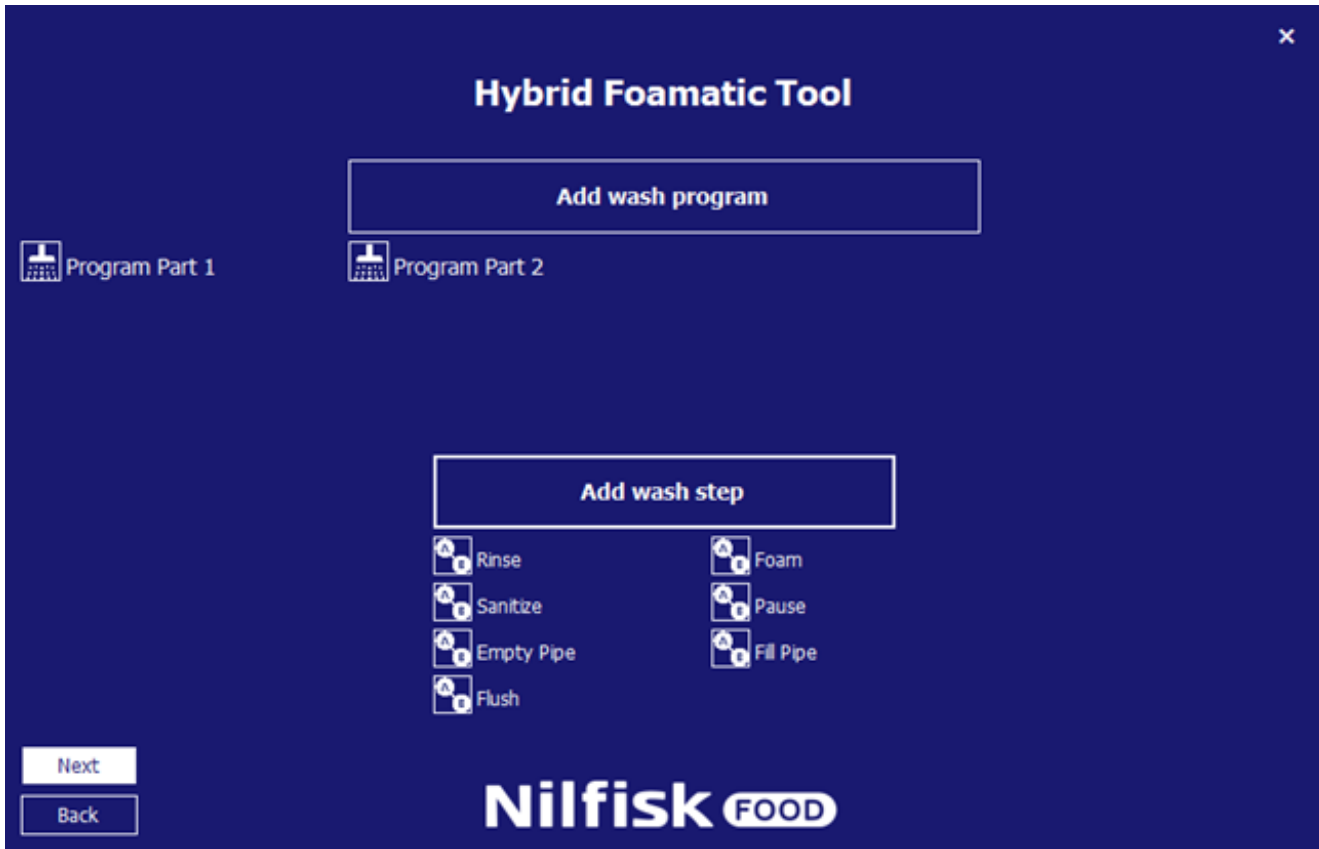 ×
Hybrid Foamatic Tool
Add wash program
Program Part 1 Program Part 2
Add wash step
Rinse Foam
Sanitize Pause
Empty Pipe Fill Pipe
Flush
Next
Back
Nilfisk FOOD